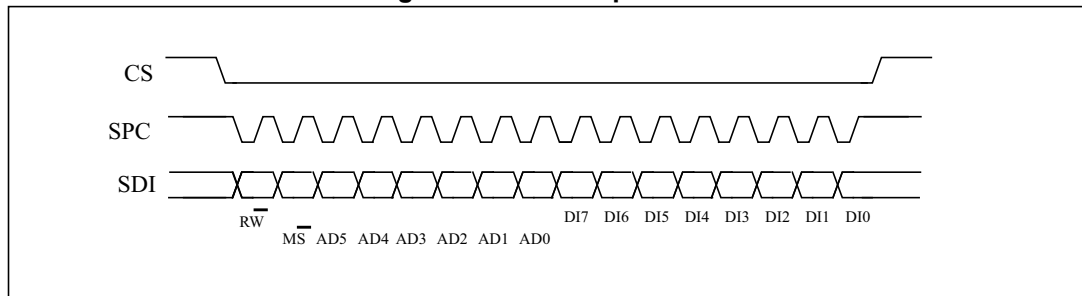 CS
SPC
SDI
RW̅ DI7 DI6 DI5 DI4 DI3 DI2 DI1 DI0
MS̅ AD5 AD4 AD3 AD2 AD1 AD0